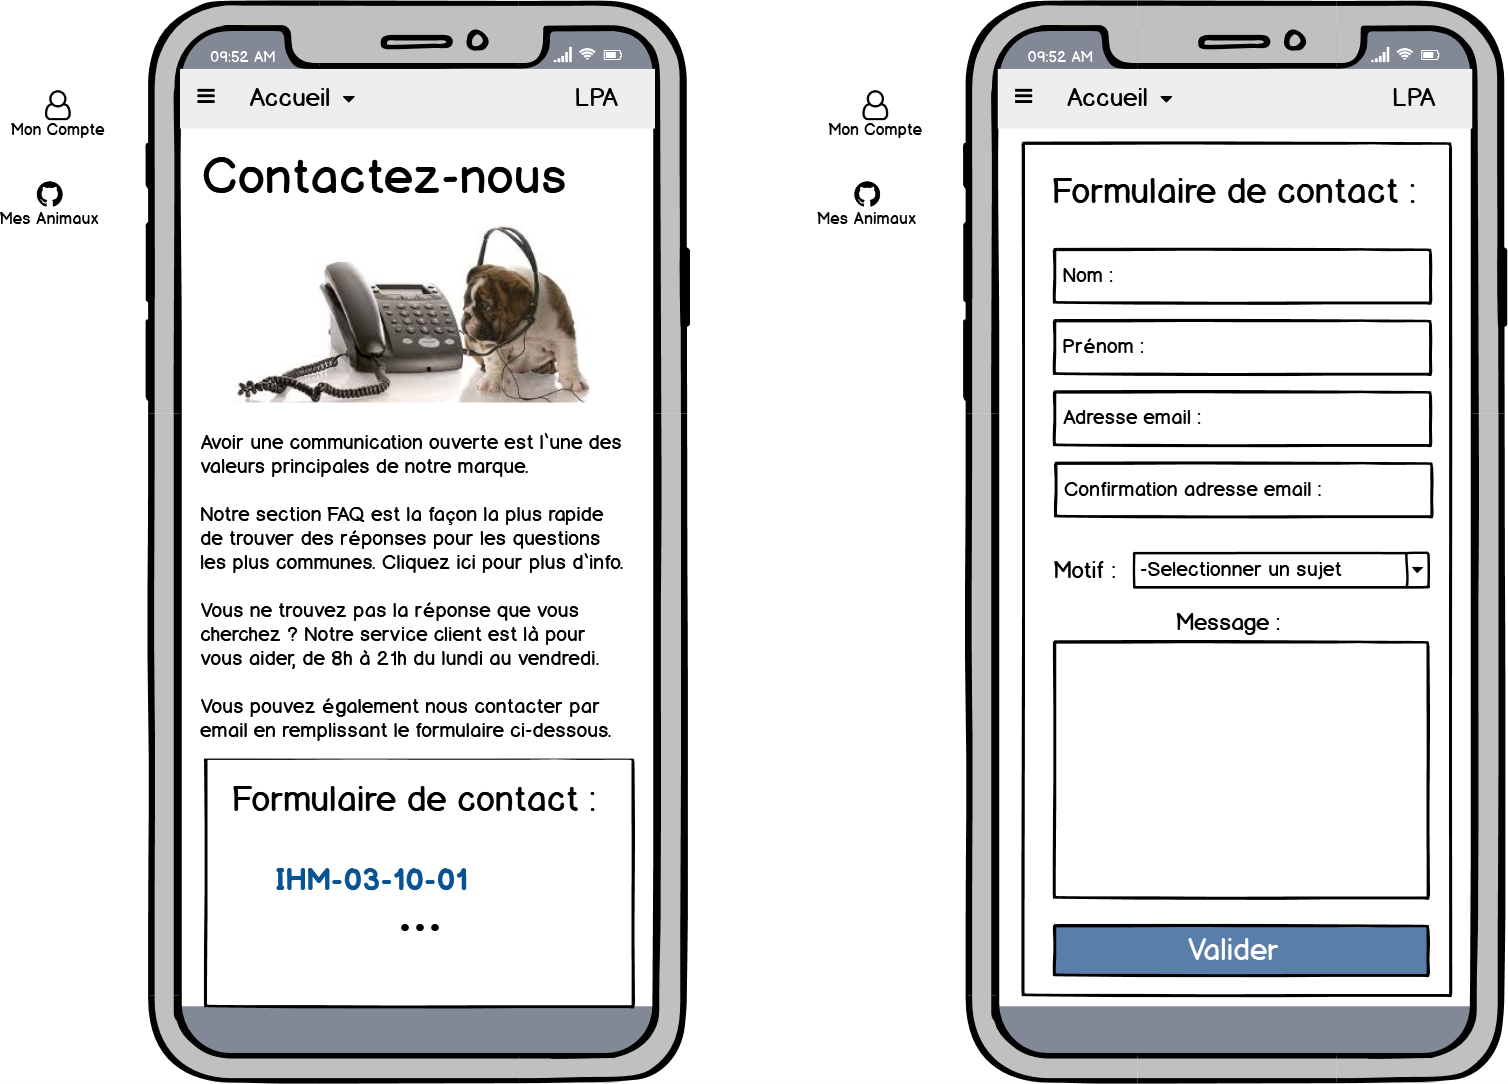 Mon Compte
Mes Animaux
09:52 AM
Accueil
LPA
Contactez-nous
Avoir une communication ouverte est l`une des
valeurs principales de notre marque.
Notre section FAQ est la façon la plus rapide
de trouver des réponses pour les questions
les plus communes. Cliquez ici pour plus d`info.
Vous ne trouvez pas la réponse que vous
cherchez ? Notre service client est là pour
vous aider, de 8h à 21h du lundi au vendredi.
Vous pouvez également nous contacter par
email en remplissant le formulaire ci-dessous.
Formulaire de contact :
IHM-03-10-01
...
Mon Compte
Mes Animaux
09:52 AM
Accueil
LPA
Formulaire de contact :
Nom :
Prénom :
Adresse email :
Confirmation adresse email :
Motif : -Selectionner un sujet
Message :
Valider